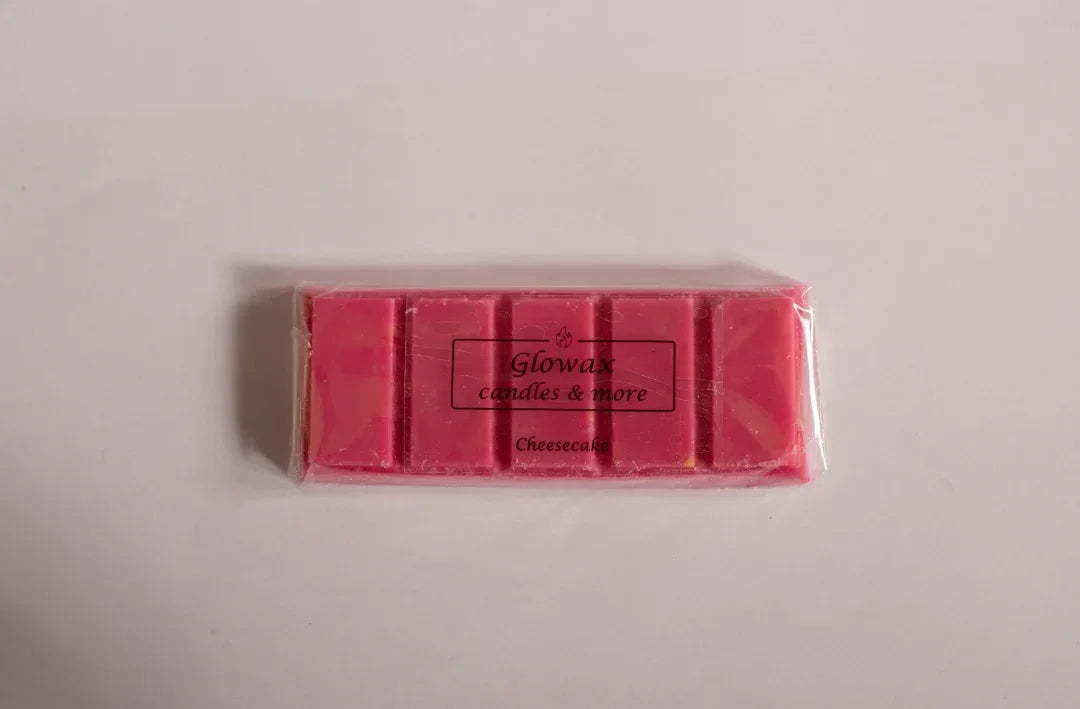 Glowax
candles & more
Cheesecake